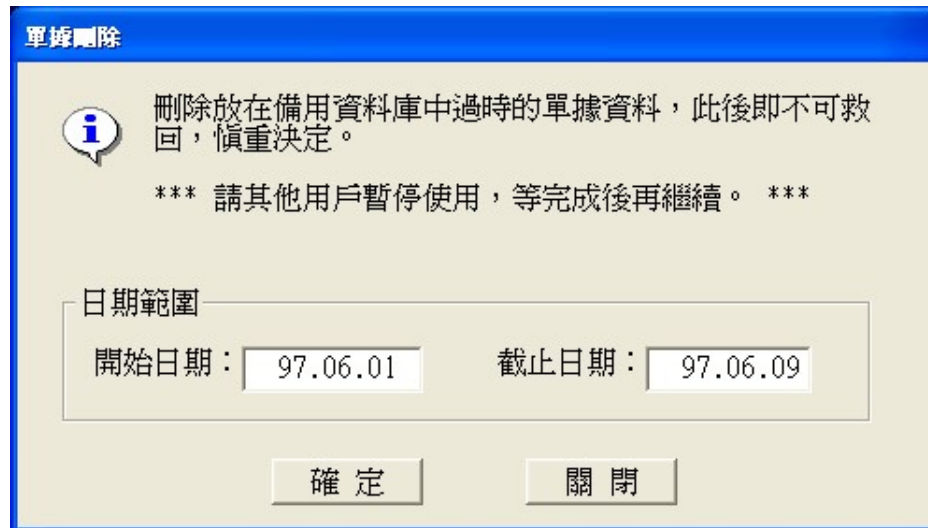 單據刪除
刪除放在備用資料庫中過時的單據資料，此後即不可救
回，慎重決定。
*** 請其他用戶暫停使用，等完成後再繼續。 ***
日期範圍
開始日期： 97.06.01 截止日期： 97.06.09
確 定 關 閉